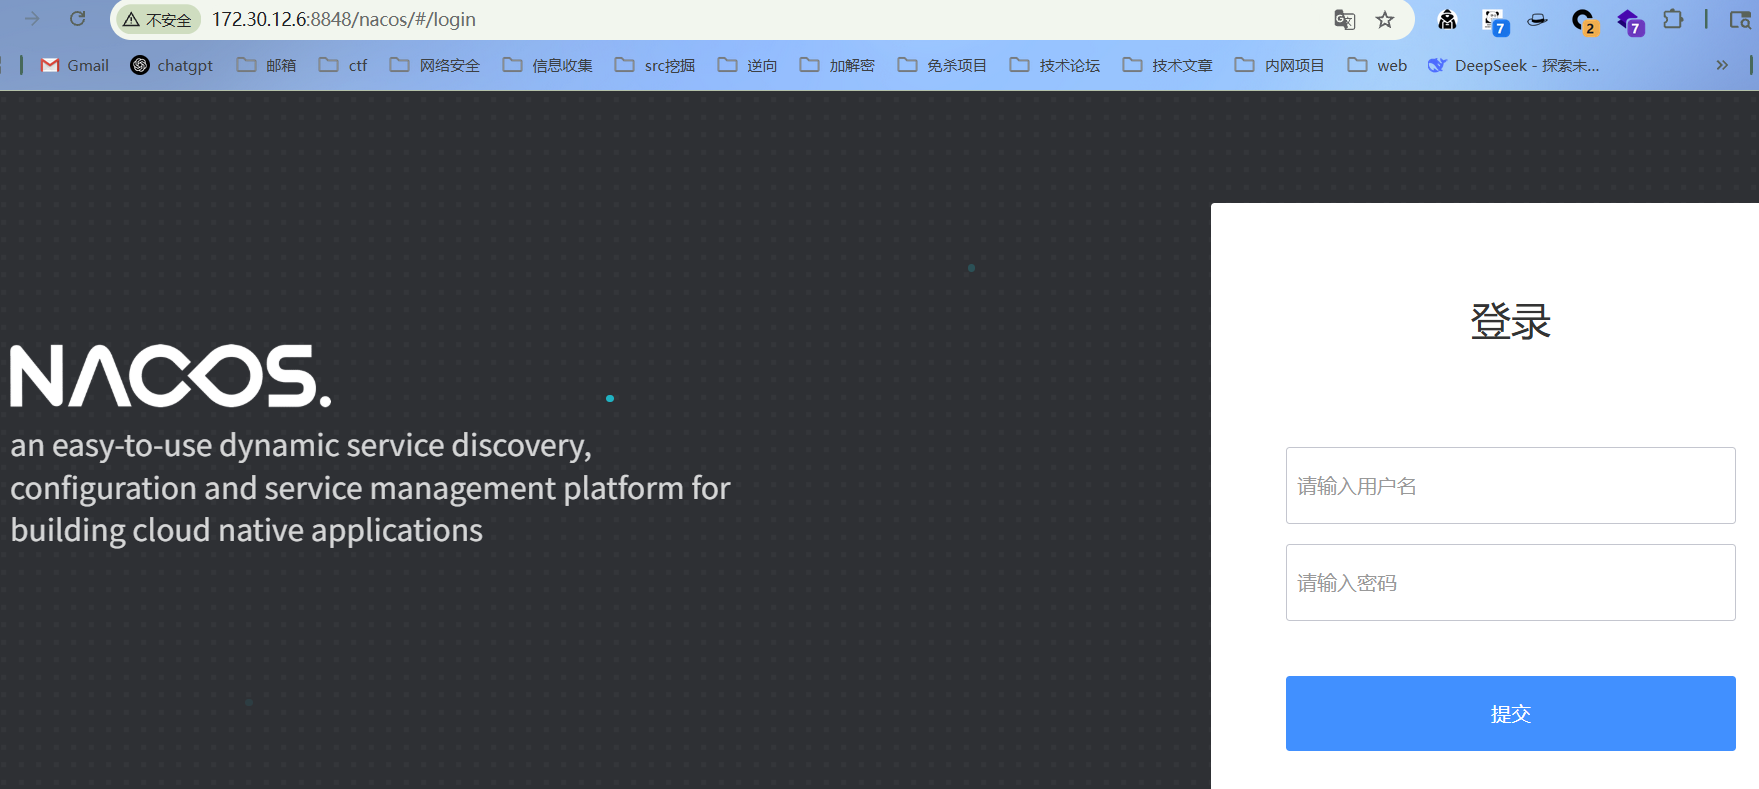 不安全 172.30.12.6:8848/nacos/#/login
7 2 7
Gmail chatgpt 邮箱 ctf 网络安全 信息收集 src挖掘 逆向 加解密 免杀项目 技术论坛 技术文章 内网项目 web DeepSeek - 探索未... »
登录
NACOS.
an easy-to-use dynamic service discovery,
configuration and service management platform for
building cloud native applications
请输入用户名
请输入密码
提交